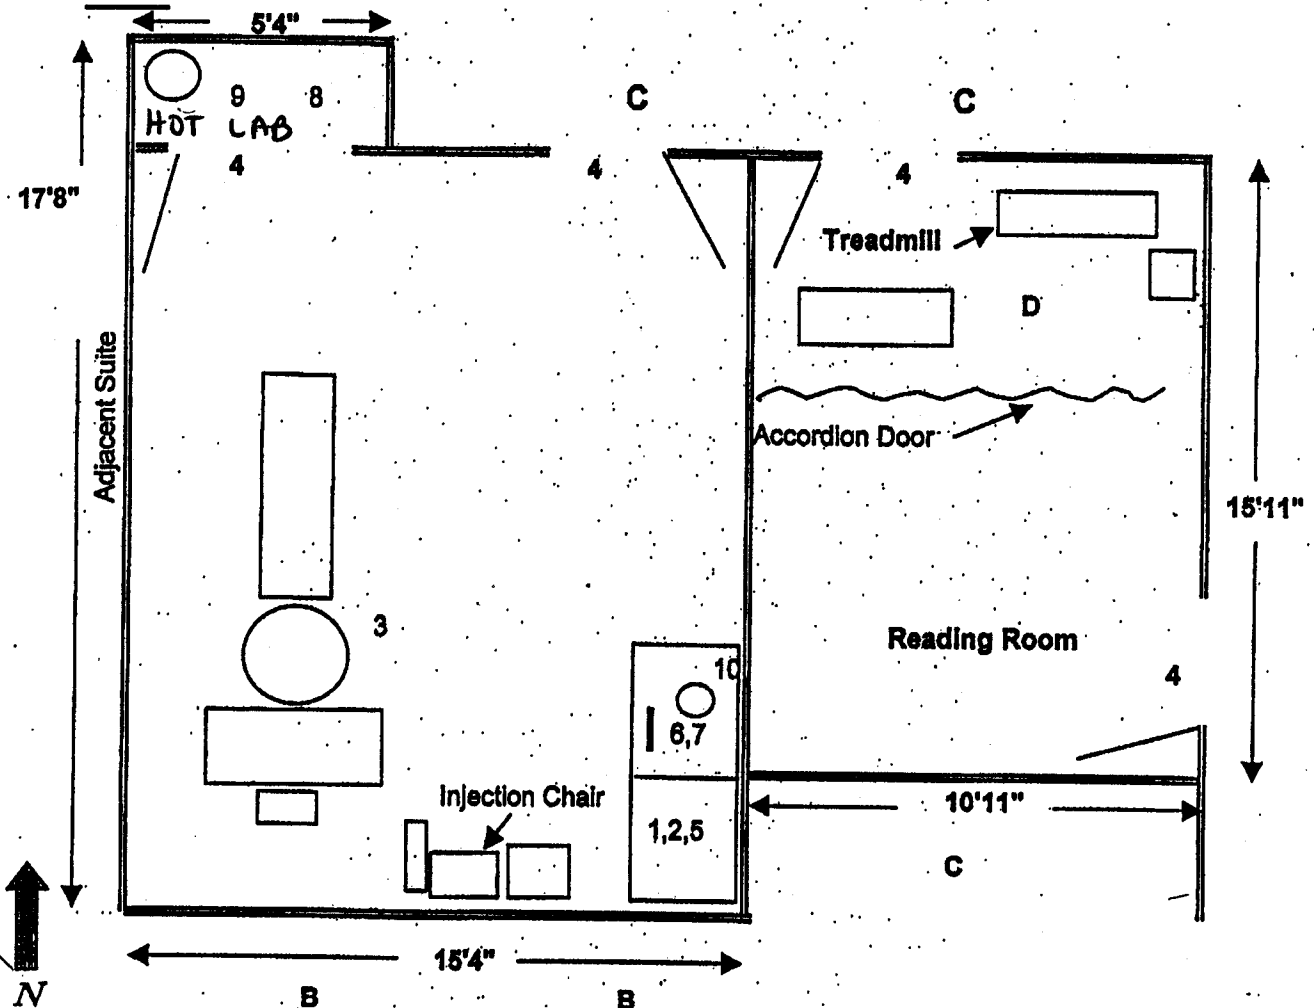 5'4"
C
C
9 8
HOT LAB
4
4
4
17'8"
Treadmill
D
Adjacent Suite
Accordion Door
15'11"
3
Reading Room
10
4
6,7
Injection Chair
10'11"
1,2,5
C
15'4"
N
B
B